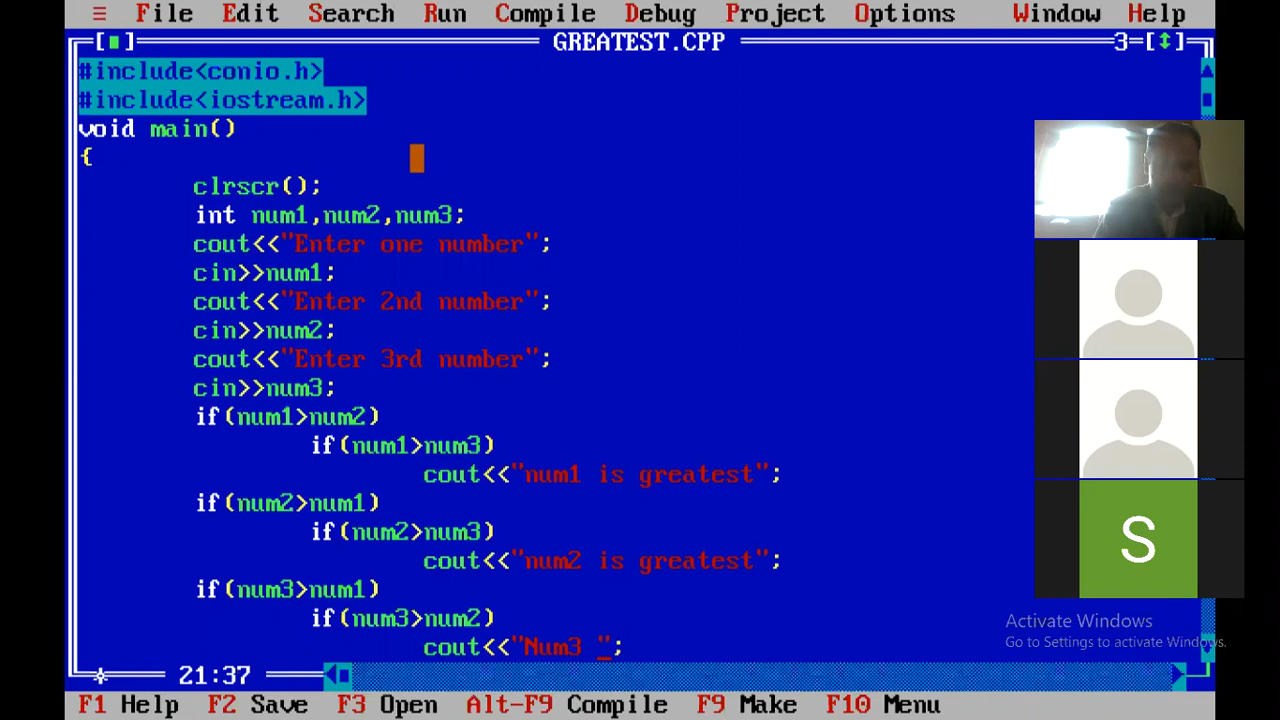 ≡ File Edit Search Run Compile Debug Project Options Window Help
[■] GREATEST.CPP 3=[↕]
#include<conio.h>
#include<iostream.h>
void main()
{
clrscr();
int num1,num2,num3;
cout<<"Enter one number";
cin>>num1;
cout<<"Enter 2nd number";
cin>>num2;
cout<<"Enter 3rd number";
cin>>num3;
if(num1>num2)
if(num1>num3)
cout<<"num1 is greatest";
if(num2>num1)
if(num2>num3)
cout<<"num2 is greatest";
if(num3>num1)
if(num3>num2)
cout<<"Num3 _";
21:37
F1 Help F2 Save F3 Open Alt-F9 Compile F9 Make F10 Menu
S
Activate Windows
Go to Settings to activate Windows.